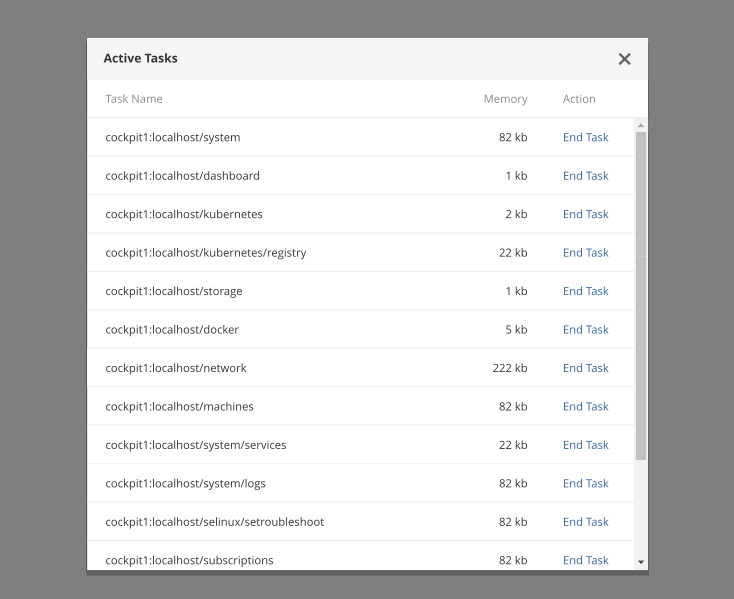 Active Tasks
Task Name Memory Action
cockpit1:localhost/system 82 kb End Task
cockpit1:localhost/dashboard 1 kb End Task
cockpit1:localhost/kubernetes 2 kb End Task
cockpit1:localhost/kubernetes/registry 22 kb End Task
cockpit1:localhost/storage 1 kb End Task
cockpit1:localhost/docker 5 kb End Task
cockpit1:localhost/network 222 kb End Task
cockpit1:localhost/machines 82 kb End Task
cockpit1:localhost/system/services 22 kb End Task
cockpit1:localhost/system/logs 82 kb End Task
cockpit1:localhost/selinux/setroubleshoot 82 kb End Task
cockpit1:localhost/subscriptions 82 kb End Task